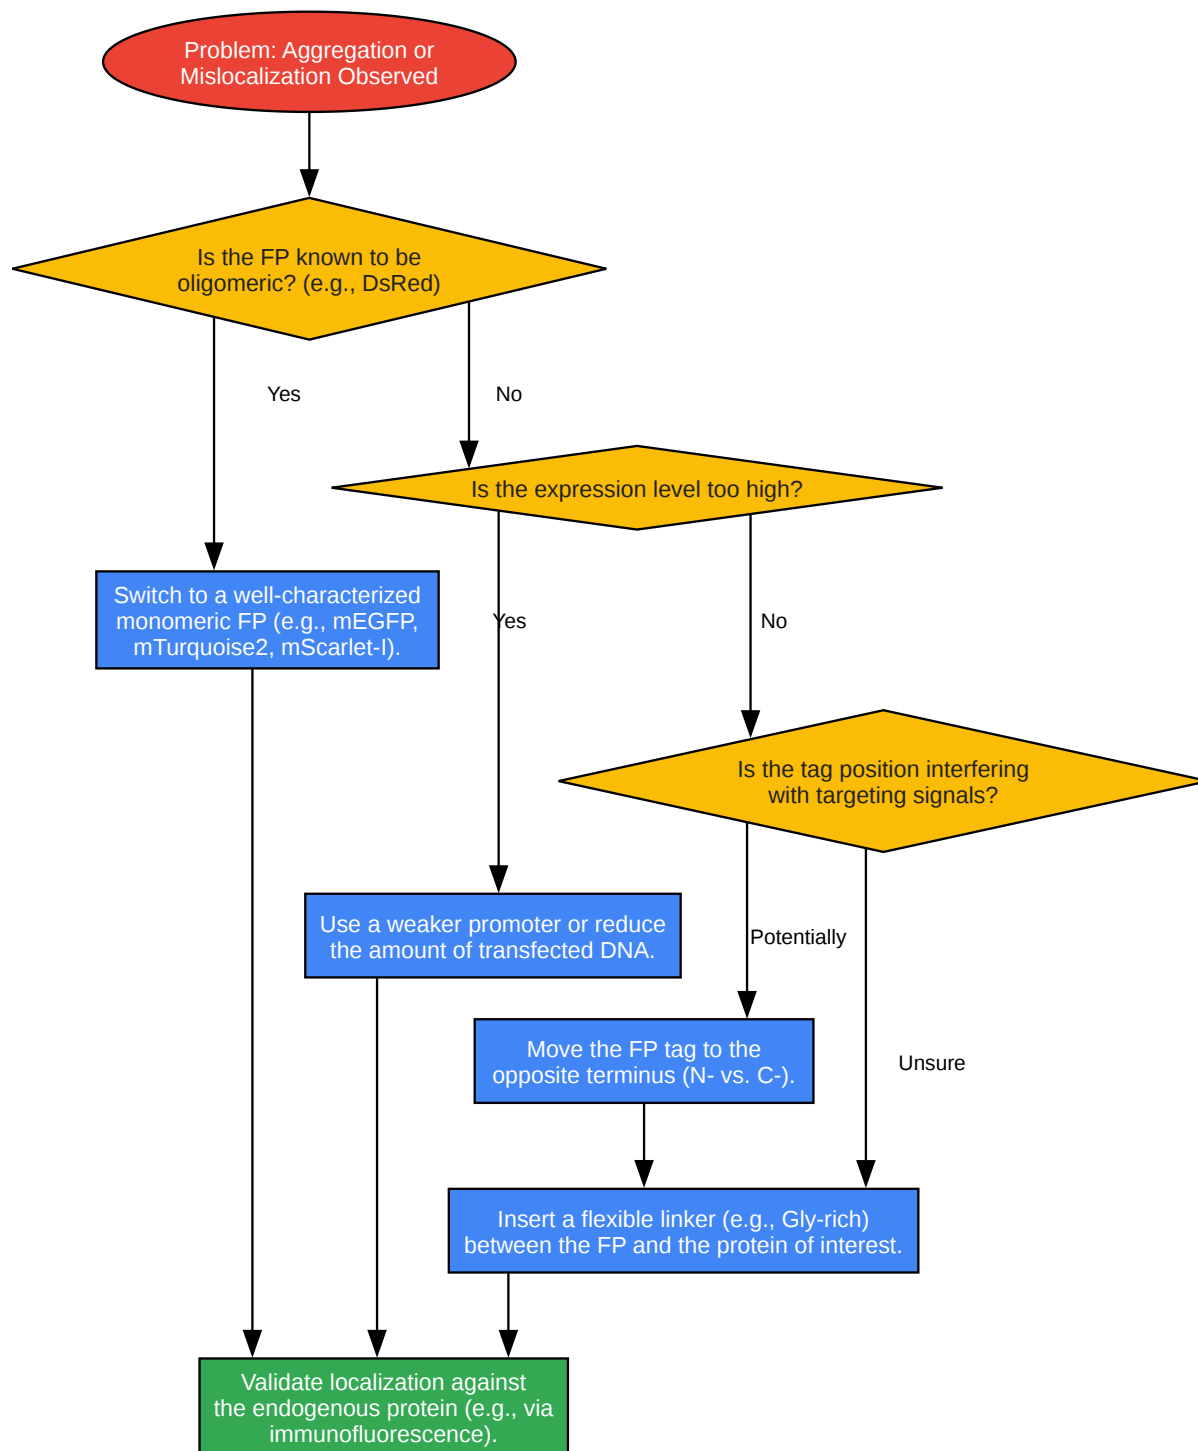 Problem: Aggregation or
Mislocalization Observed
Is the FP known to be
oligomeric? (e.g., DsRed)
Yes
No
Is the expression level too high?
Switch to a well-characterized
monomeric FP (e.g., mEGFP,
mTurquoise2, mScarlet-I).
Yes
No
Is the tag position interfering
with targeting signals?
Use a weaker promoter or reduce
the amount of transfected DNA.
Potentially
Move the FP tag to the
opposite terminus (N- vs. C-).
Unsure
Insert a flexible linker (e.g., Gly-rich)
between the FP and the protein of interest.
Validate localization against
the endogenous protein (e.g., via
immunofluorescence).